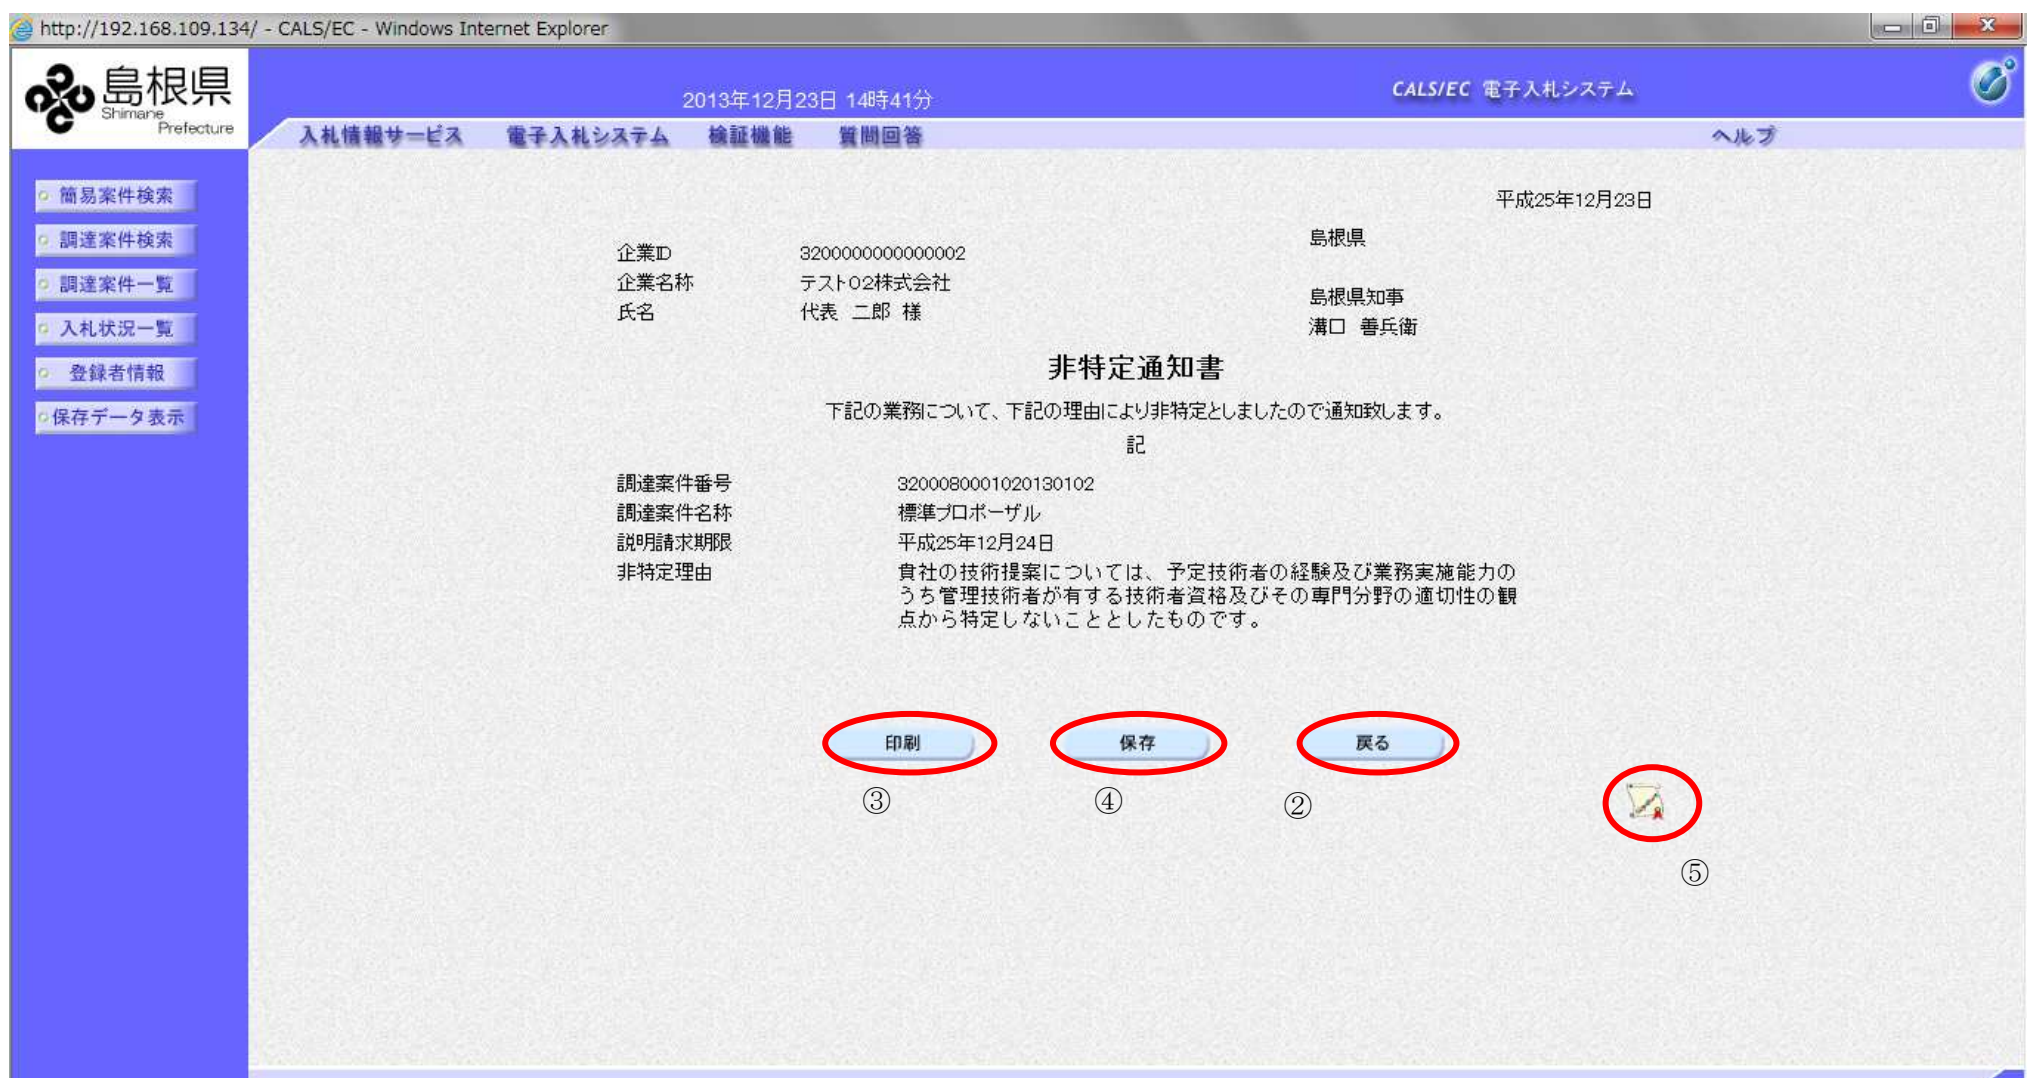 http://192.168.109.134/ - CALS/EC - Windows Internet Explorer
島根県
Shimane
Prefecture
2013年12月23日 14時41分
CALS/EC 電子入札システム
入札情報サービス 電子入札システム 検証機能 質問回答 ヘルプ
簡易案件検索
調達案件検索
調達案件一覧
入札状況一覧
登録者情報
保存データ表示
平成25年12月23日
島根県
企業ID 3200000000000002
企業名称 テスト02株式会社
氏名 代表 二郎 様
島根県知事
溝口 善兵衛
非特定通知書
下記の業務について、下記の理由により非特定としましたので通知致します。
記
調達案件番号 3200080001020130102
調達案件名称 標準プロポーザル
説明請求期限 平成25年12月24日
非特定理由 貴社の技術提案については、予定技術者の経験及び業務実施能力の
うち管理技術者が有する技術者資格及びその専門分野の適切性の観
点から特定しないこととしたものです。
印刷 保存 戻る
③ ④ ②
⑤